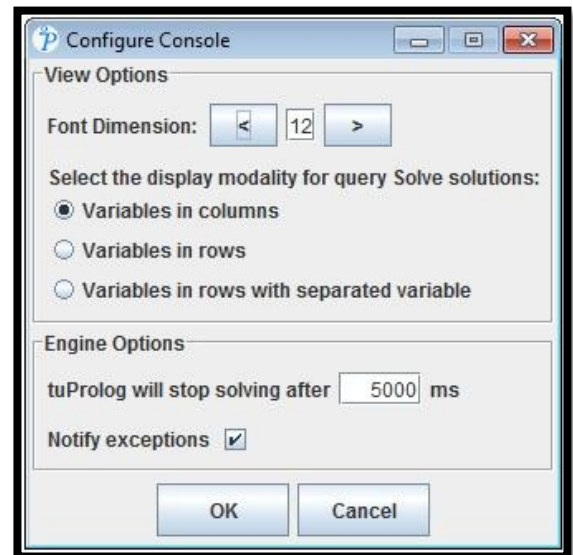 Configure Console
View Options
Font Dimension: < 12 >
Select the display modality for query Solve solutions:
Variables in columns
Variables in rows
Variables in rows with separated variable
Engine Options
tuProlog will stop solving after 5000 ms
Notify exceptions
OK Cancel